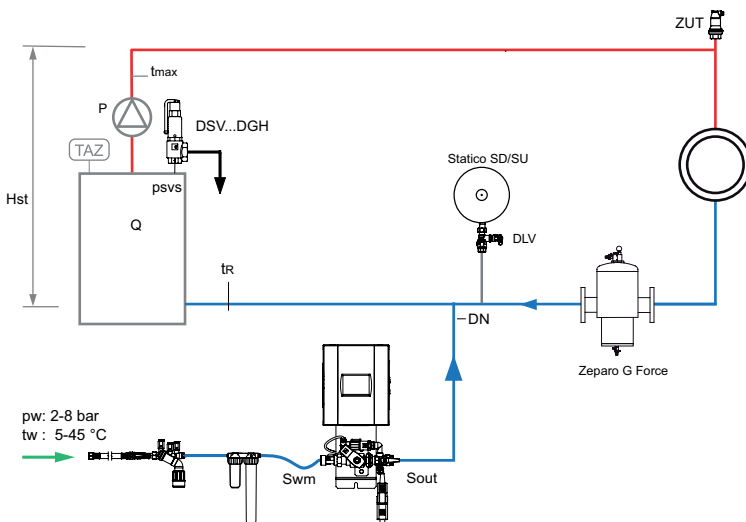 ZUT
tmax
P
DSV...DGH
TAZ
Statico SD/SU
psvs
Hst
Q
DLV
tR
DN
Zeparo G Force
pw: 2-8 bar
tw : 5-45 °C
Swm
Sout